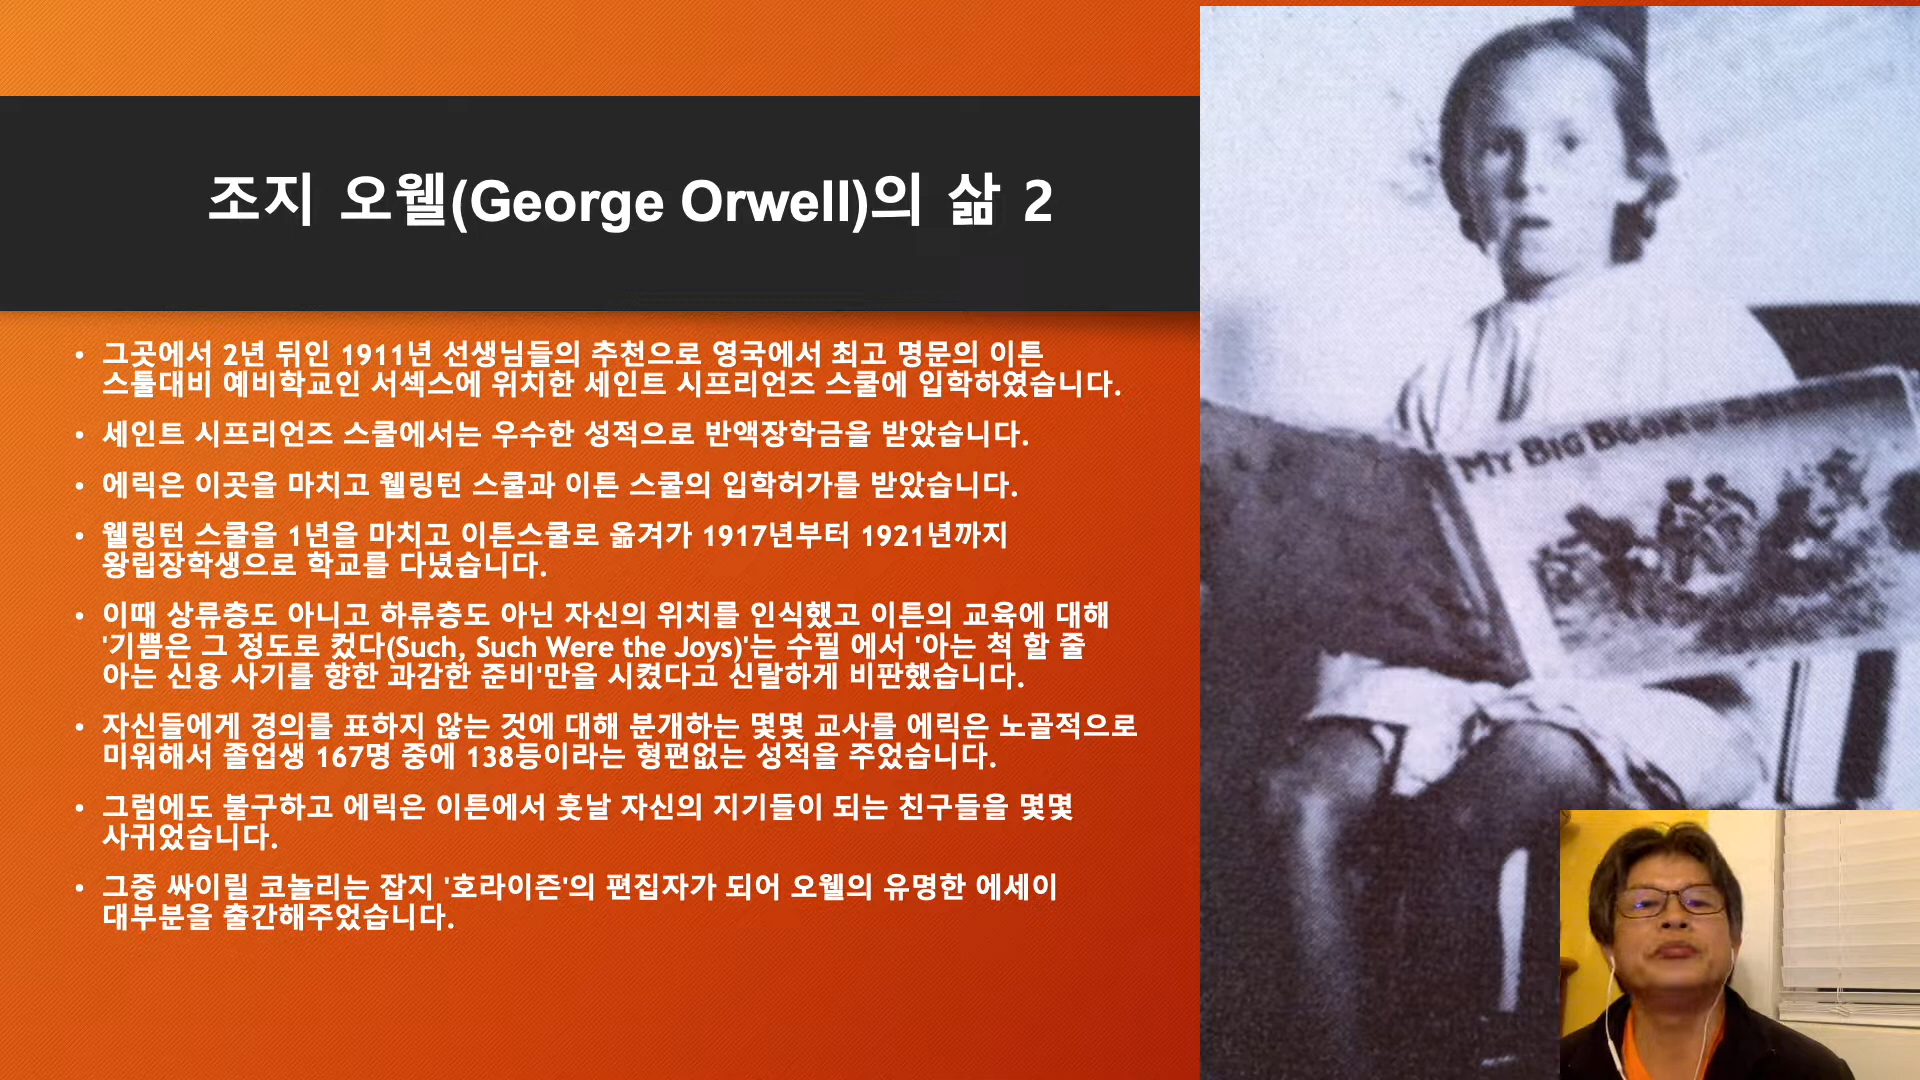 조지 오웰(George Orwell)의 삶 2
• 그곳에서 2년 뒤인 1911년 선생님들의 추천으로 영국에서 최고 명문의 이튼
스툴대비 예비학교인 서섹스에 위치한 세인트 시프리언즈 스쿨에 입학하였습니다.
• 세인트 시프리언즈 스쿨에서는 우수한 성적으로 반액장학금을 받았습니다.
• 에릭은 이곳을 마치고 웰링턴 스쿨과 이튼 스쿨의 입학허가를 받았습니다.
• 웰링턴 스쿨을 1년을 마치고 이튼스쿨로 옮겨가 1917년부터 1921년까지
왕립장학생으로 학교를 다녔습니다.
• 이때 상류층도 아니고 하류층도 아닌 자신의 위치를 인식했고 이튼의 교육에 대해
'기쁨은 그 정도로 컸다(Such, Such Were the Joys)'는 수필 에서 '아는 척 할 줄
아는 신용 사기를 향한 과감한 준비'만을 시켰다고 신랄하게 비판했습니다.
• 자신들에게 경의를 표하지 않는 것에 대해 분개하는 몇몇 교사를 에릭은 노골적으로
미워해서 졸업생 167명 중에 138등이라는 형편없는 성적을 주었습니다.
• 그럼에도 불구하고 에릭은 이튼에서 훗날 자신의 지기들이 되는 친구들을 몇몇
사귀었습니다.
• 그중 싸이릴 코놀리는 잡지 '호라이즌'의 편집자가 되어 오웰의 유명한 에세이
대부분을 출간해주었습니다.
MY BIG BOOK